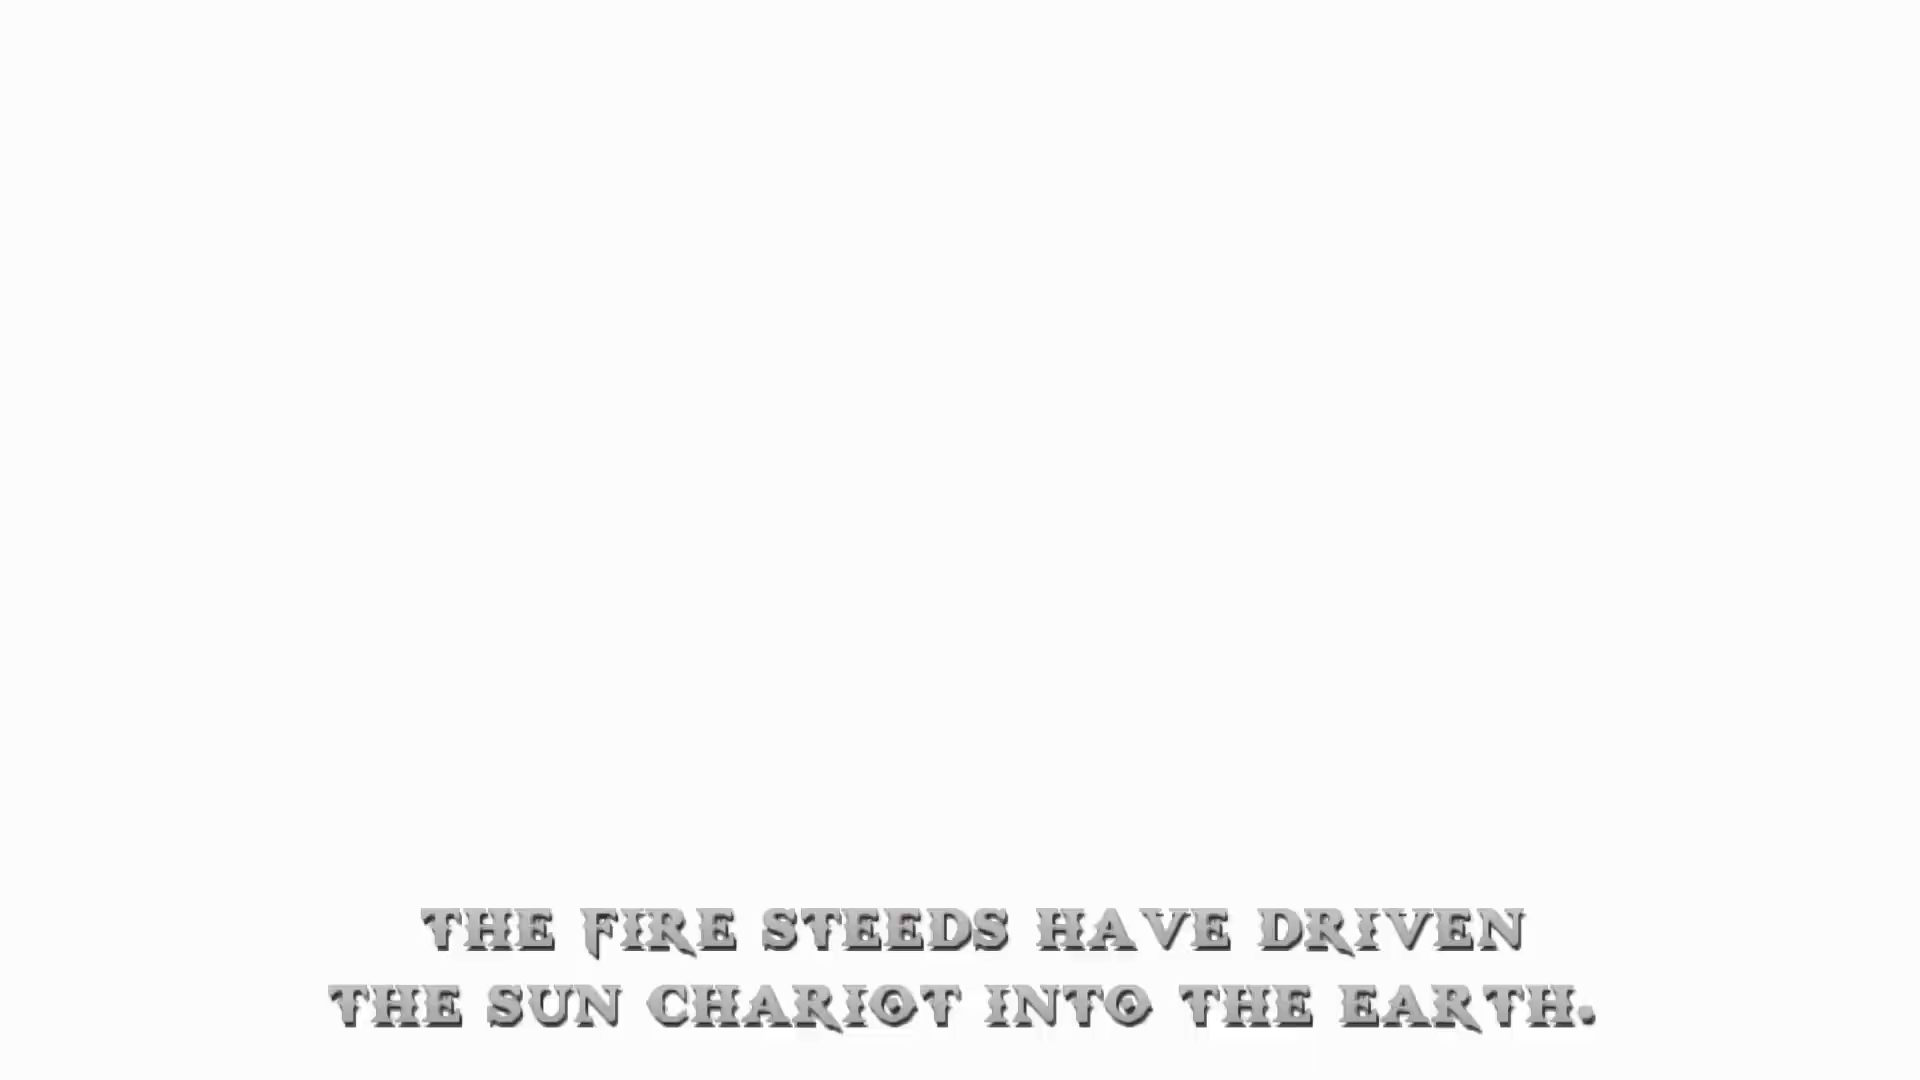 THE FIRE STEEDS HAVE DRIVEN
THE SUN CHARIOT INTO THE EARTH.